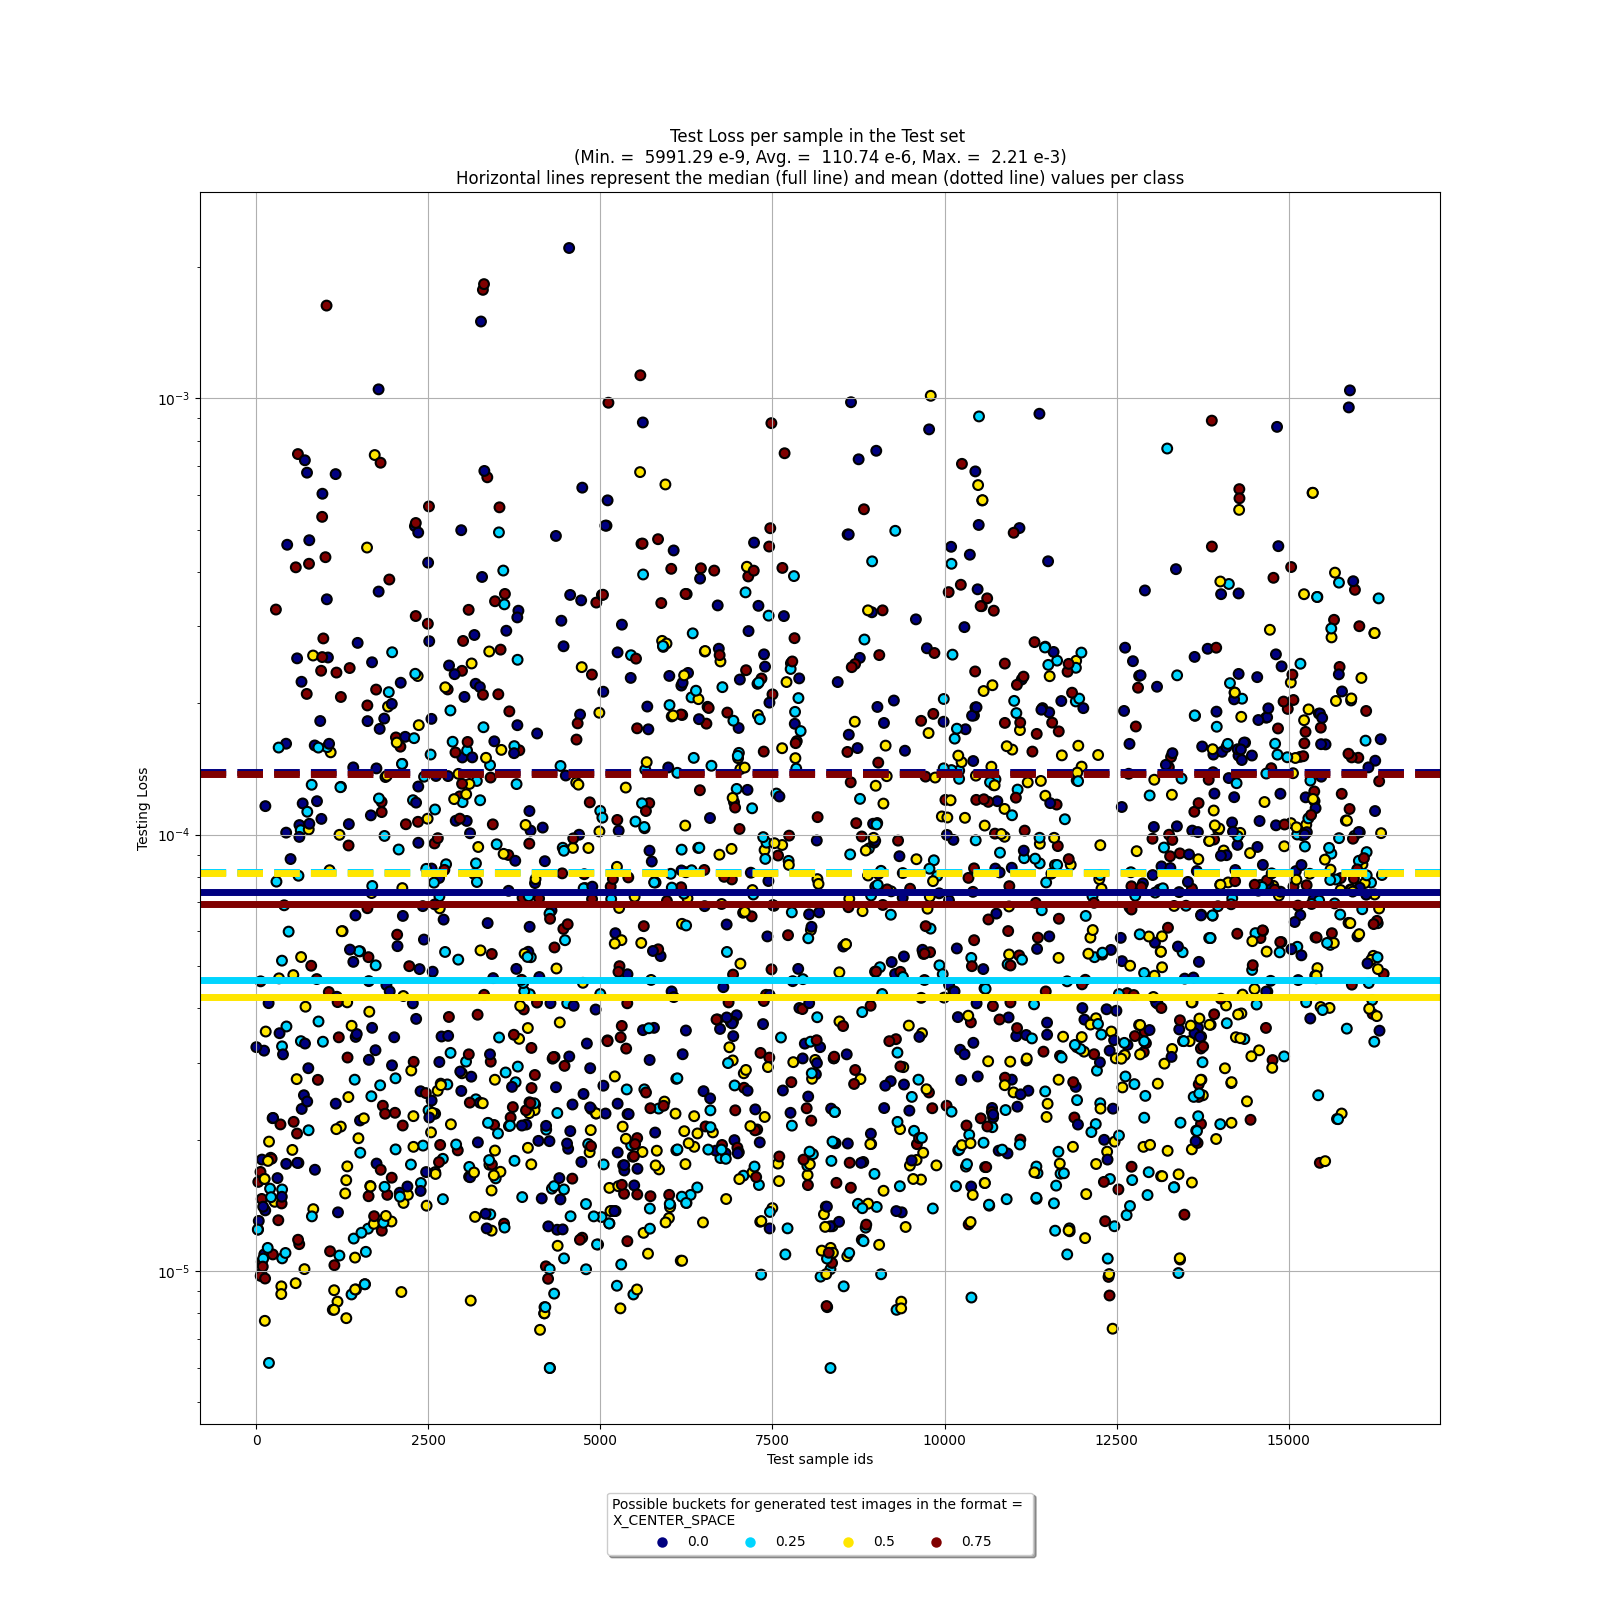 Test Loss per sample in the Test set
(Min. =  5991.29 e-9, Avg. =  110.74 e-6, Max. =  2.21 e-3)
Horizontal lines represent the median (full line) and mean (dotted line) values per class
Testing Loss
10⁻³
10⁻⁴
10⁻⁵
0 2500 5000 7500 10000 12500 15000
Test sample ids
Possible buckets for generated test images in the format =
X_CENTER_SPACE
0.0 0.25 0.5 0.75